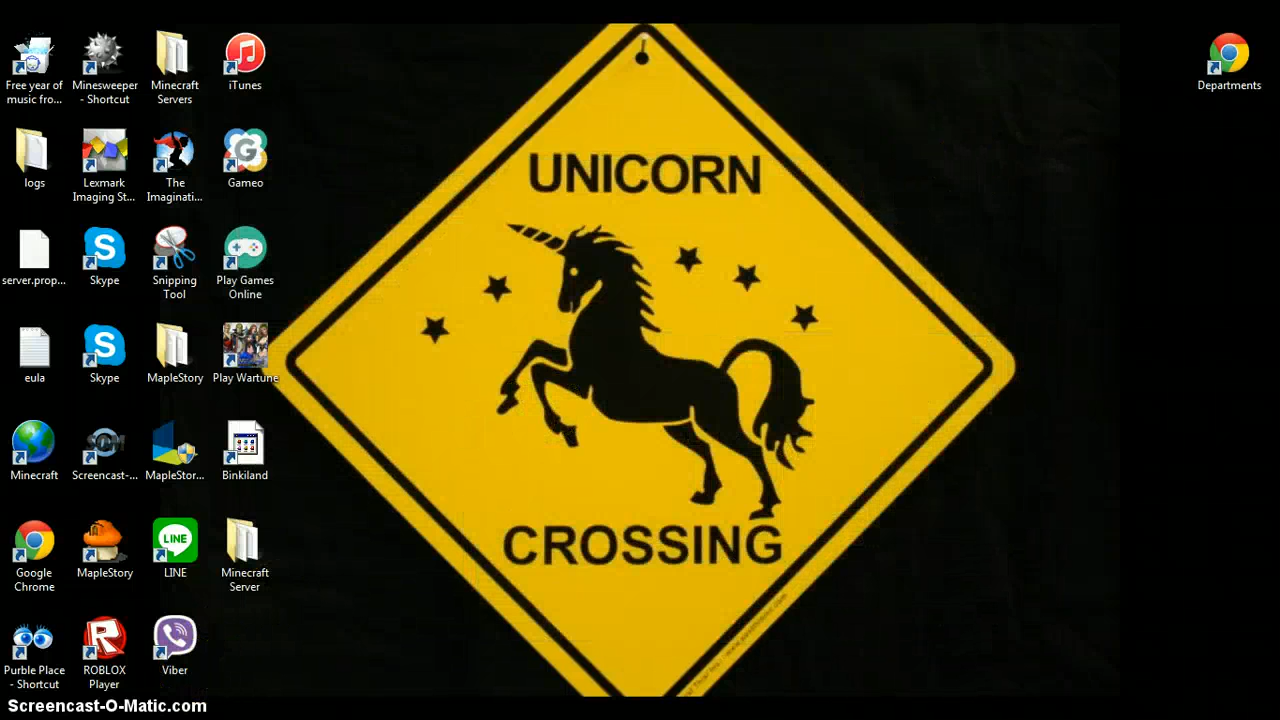 Free year of
music fro...
Minesweeper
- Shortcut
Minecraft
Servers
iTunes
Departments
logs
Lexmark
Imaging St...
The
Imaginati...
G
Gameo
server.prop...
S
Skype
Snipping
Tool
Play Games
Online
eula
S
Skype
MapleStory
Play Wartune
Minecraft
SOM
Screencast-...
MapleStor...
Binkiland
Google
Chrome
MapleStory
LINE
LINE
Minecraft
Server
Purble Place
- Shortcut
R
ROBLOX
Player
Viber
UNICORN
CROSSING
Screencast-O-Matic.com